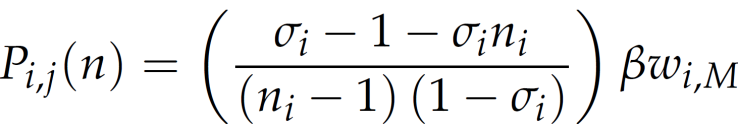 P_{i,j}(n) = \left( \frac{\sigma_i - 1 - \sigma_i n_i}{(n_i - 1)(1 - \sigma_i)} \right) \beta w_{i,M}